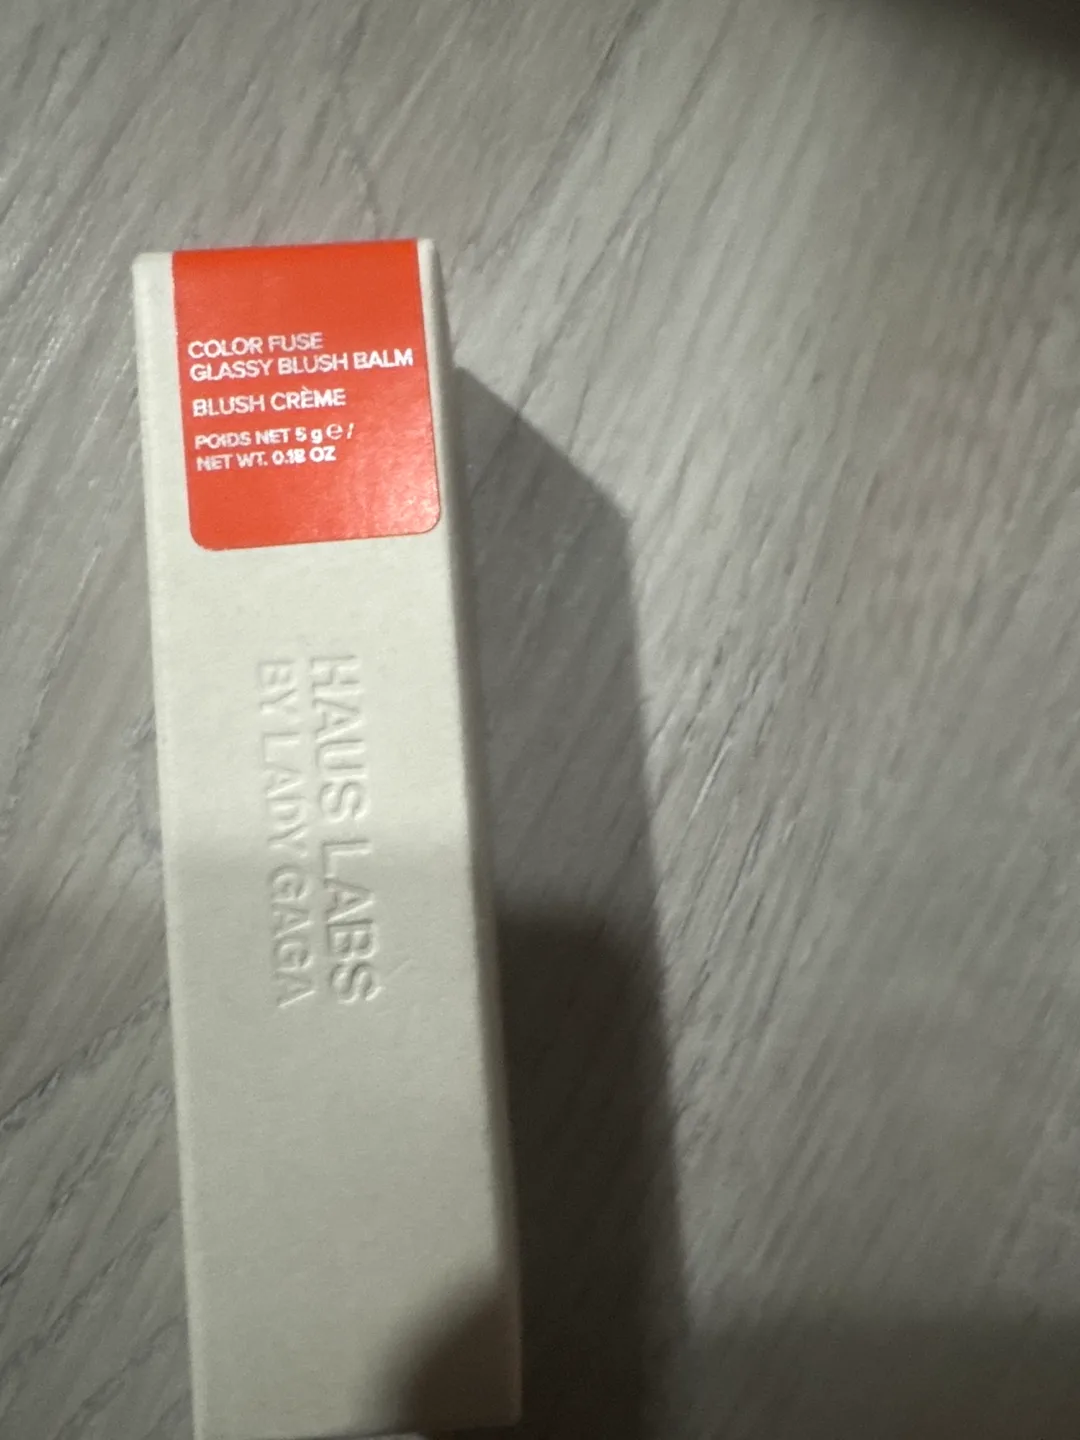 COLOR FUSE
GLASSY BLUSH BALM
BLUSH CRÈME
POIDS NET 5 g ℮ /
NET WT. 0.18 OZ
HAUS LABS
BY LADY GAGA